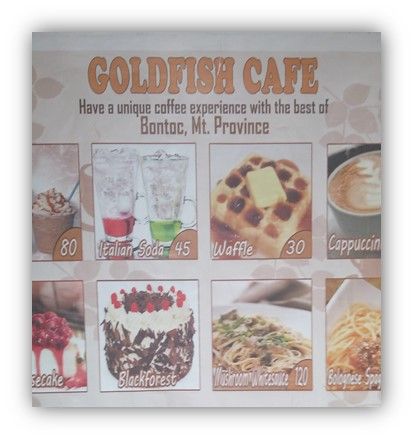 GOLDFISH CAFE
Have a unique coffee experience with the best of
Bontoc, Mt. Province
80
Italian Soda 45
Waffle 30
Cappuccin
secake
Blackforest
Mushroom Whitesauce 120
Bolognese Spag